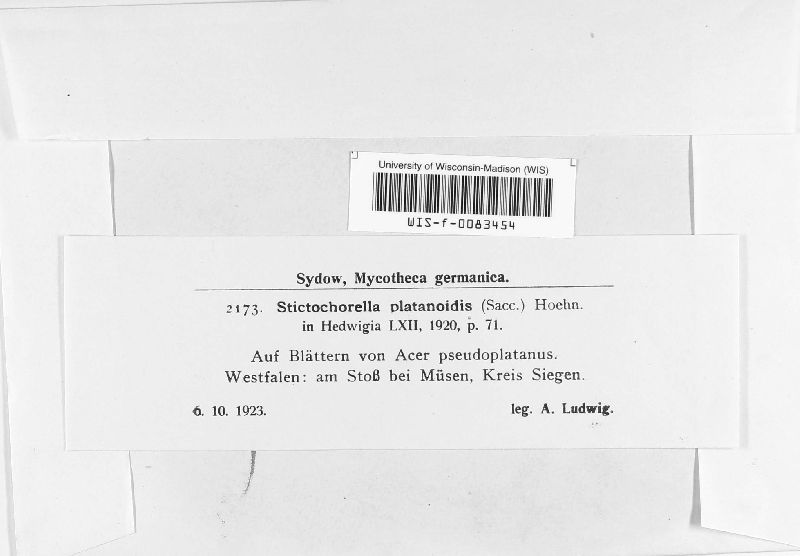 University of Wisconsin-Madison (WIS)
WIS-f-0083454
Sydow, Mycotheca germanica.
2173. Stictochorella platanoidis (Sacc.) Hoehn.
in Hedwigia LXII, 1920, p. 71.
Auf Blättern von Acer pseudoplatanus.
Westfalen: am Stoß bei Müsen, Kreis Siegen.
6. 10. 1923. leg. A. Ludwig.